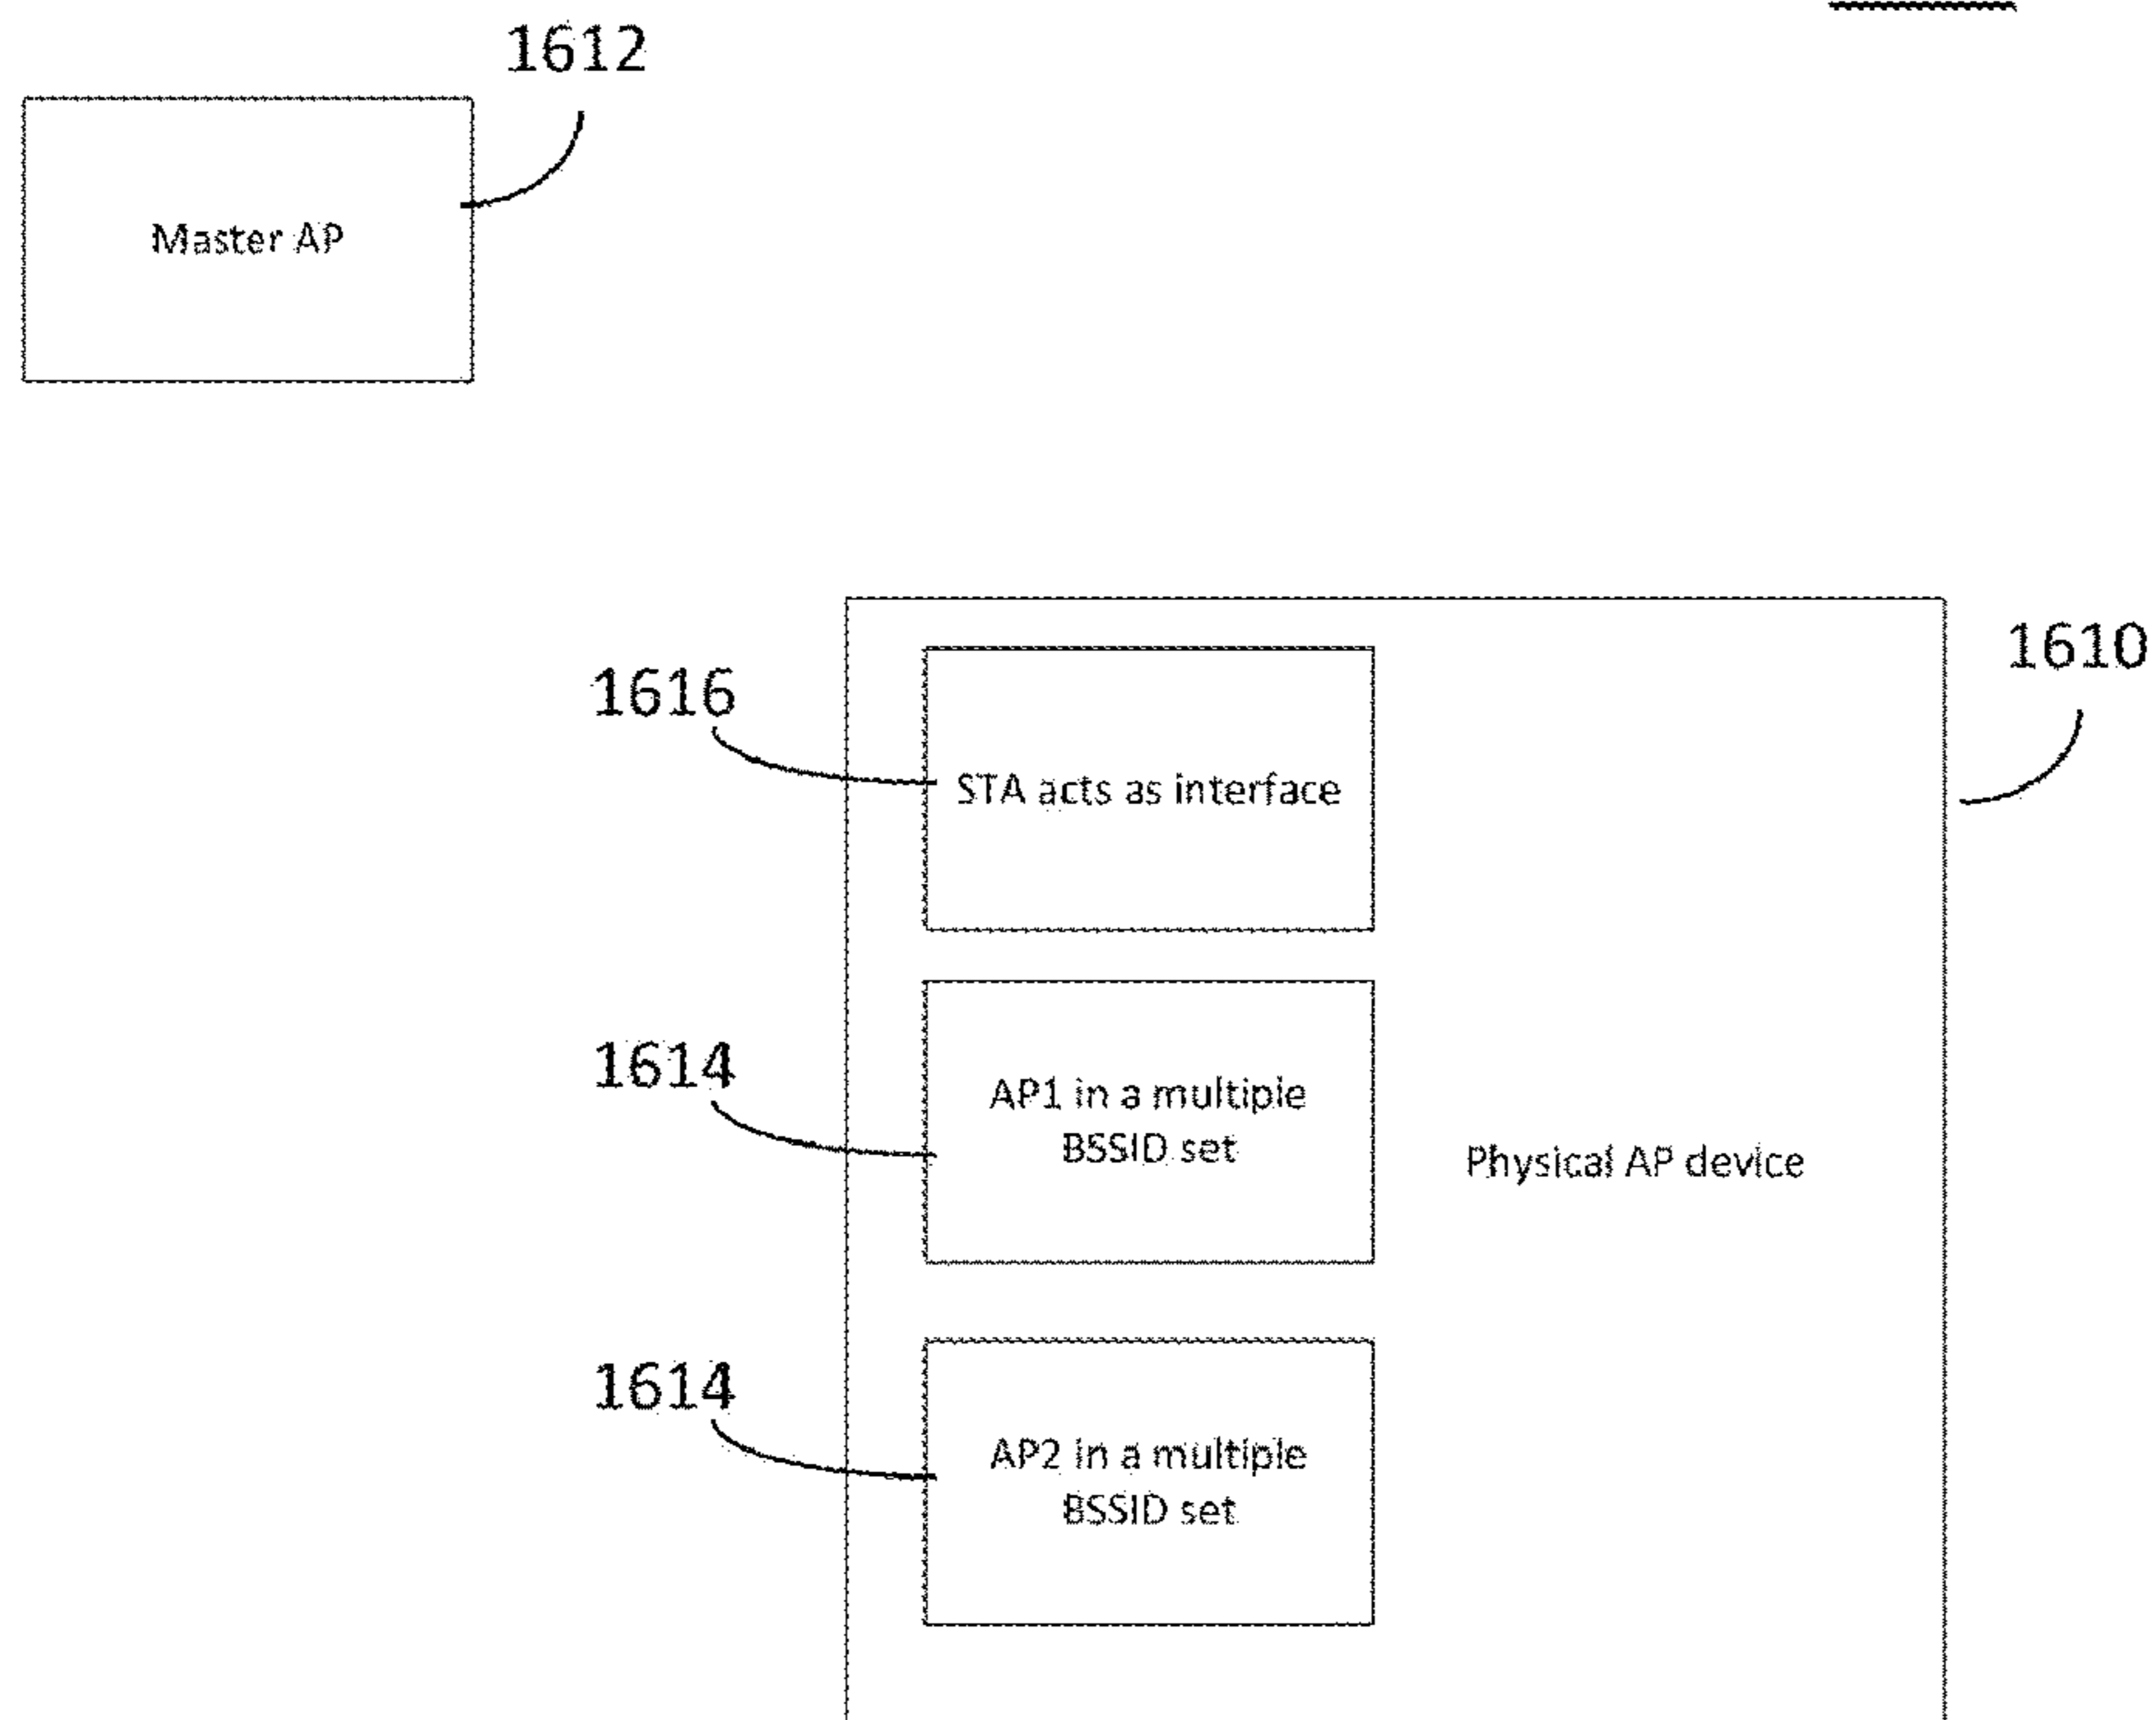 1612
Master AP
1610
1616
STA acts as interface
1614
AP1 in a multiple
BSSID set
Physical AP device
1614
AP2 in a multiple
BSSID set